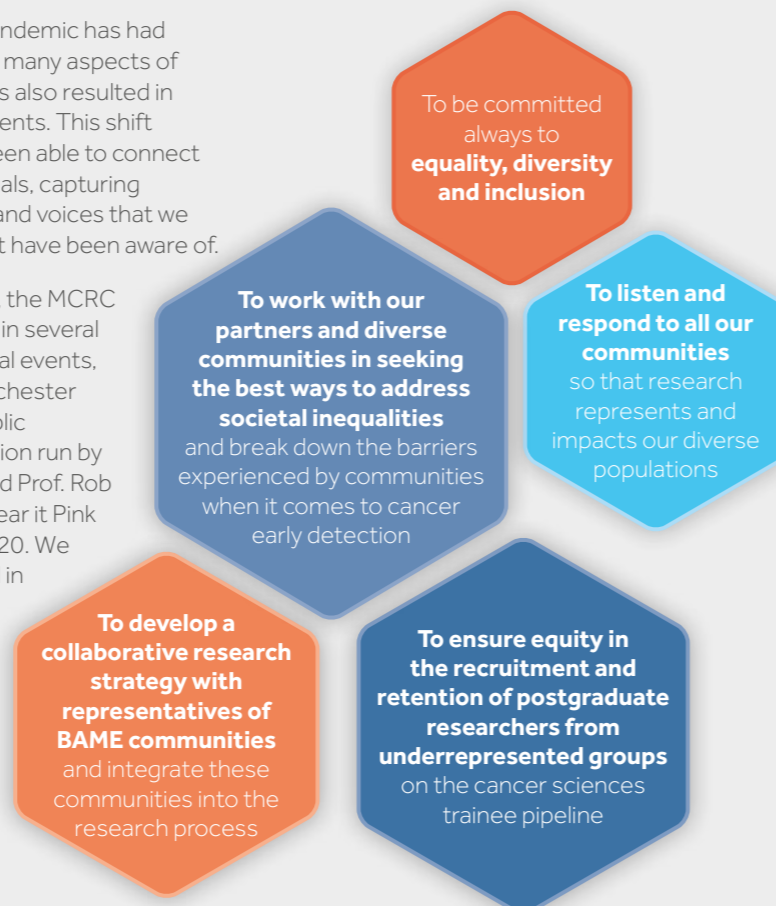 ndemic has had
many aspects of
s also resulted in
ents. This shift
een able to connect
als, capturing
and voices that we
t have been aware of.
the MCRC
in several
al events,
chester
olic
ion run by
d Prof. Rob
ear it Pink
20. We
in
To be committed
always to
equality, diversity
and inclusion
To work with our
partners and diverse
communities in seeking
the best ways to address
societal inequalities
and break down the barriers
experienced by communities
when it comes to cancer
early detection
To listen and
respond to all our
communities
so that research
represents and
impacts our diverse
populations
To develop a
collaborative research
strategy with
representatives of
BAME communities
and integrate these
communities into the
research process
To ensure equity in
the recruitment and
retention of postgraduate
researchers from
underrepresented groups
on the cancer sciences
trainee pipeline